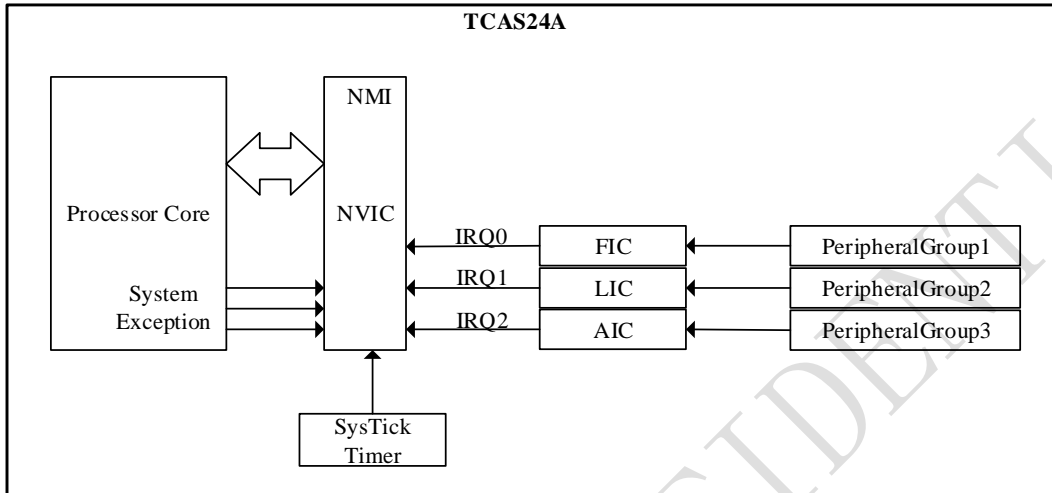 TCAS24A
NMI
Processor Core
NVIC
System
Exception
IRQ0
FIC
PeripheralGroup1
IRQ1
LIC
PeripheralGroup2
IRQ2
AIC
PeripheralGroup3
SysTick
Timer